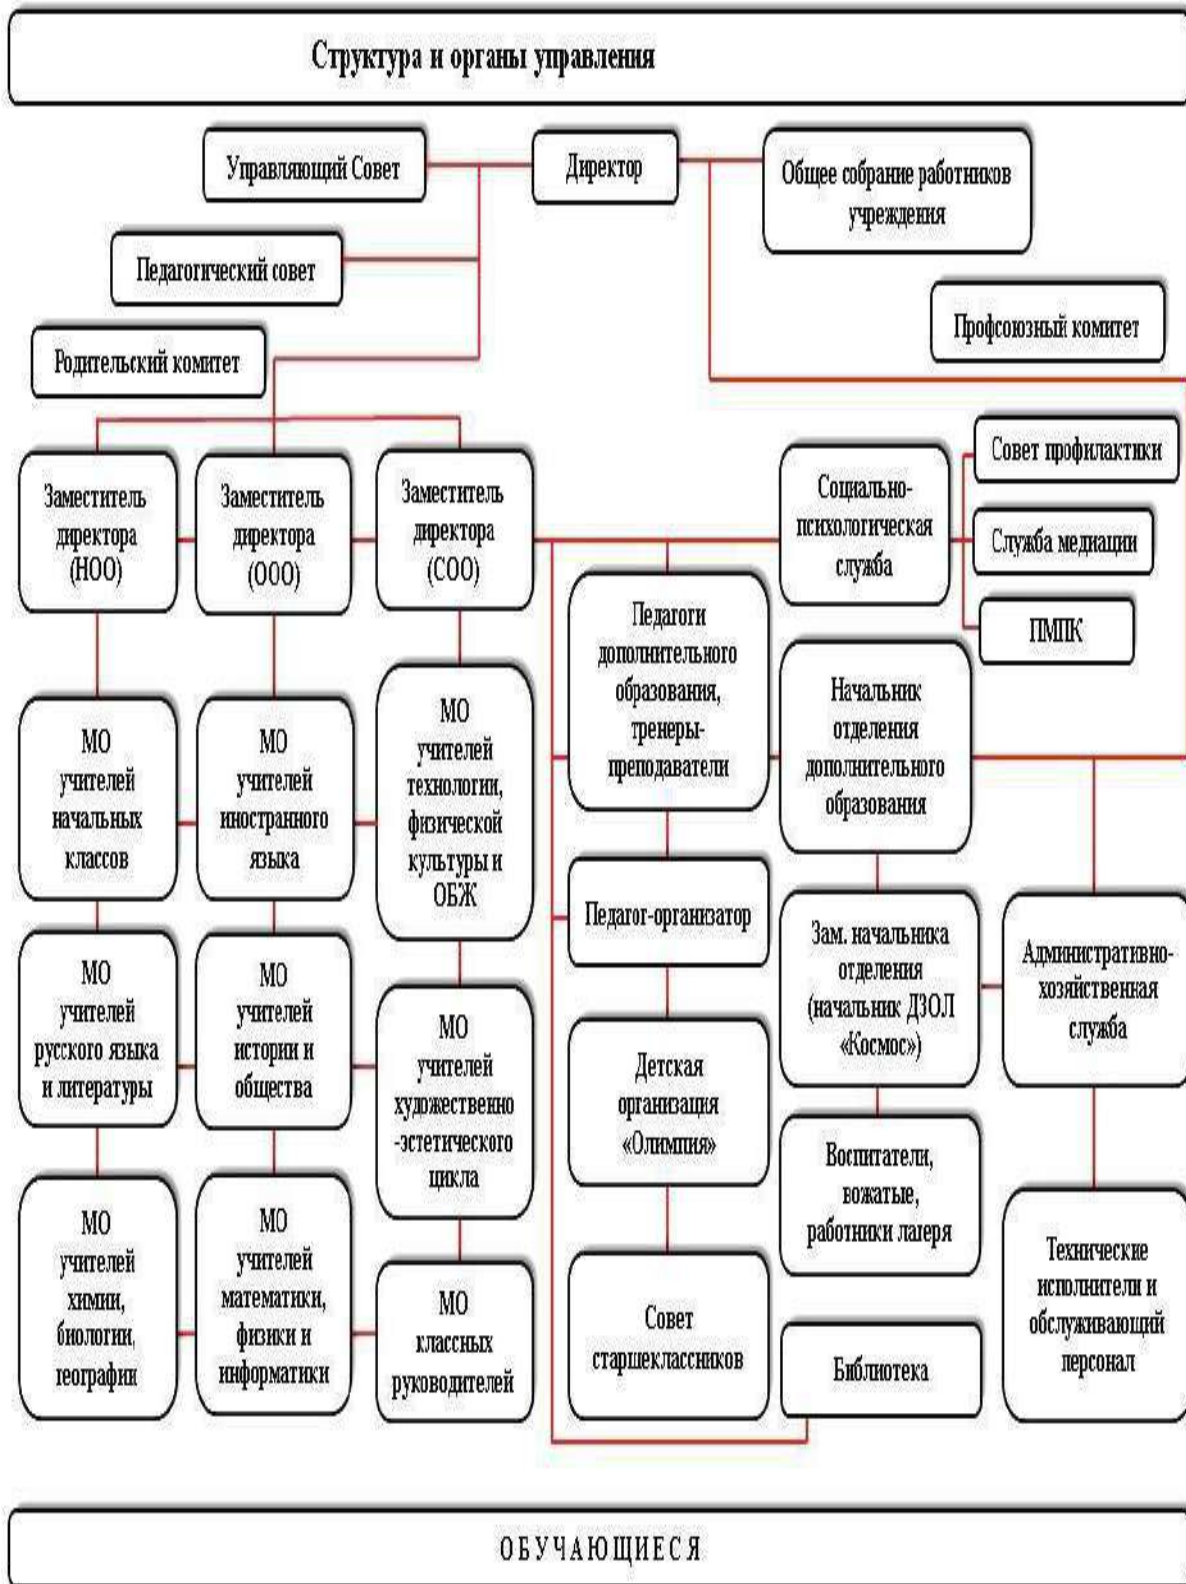 Структура и органы управления
Управляющий Совет
Директор
Общее собрание работников
учреждения
Педагогический совет
Профсоюзный комитет
Родительский комитет
Заместитель
директора
(НОО)
Заместитель
директора
(ООО)
Заместитель
директора
(СОО)
Социально-
психологическая
служба
Совет профилактики
Служба медиации
ПМПК
Педагоги
дополнительного
образования,
тренеры-
преподаватели
Начальник
отделения
дополнительного
образования
МО
учителей
начальных
классов
МО
учителей
иностранного
языка
МО
учителей
технологии,
физической
культуры и
ОБЖ
Педагог-организатор
Зам. начальника
отделения
(начальник ДЗОЛ
«Космос»)
Административно-
хозяйственная
служба
МО
учителей
русского языка
и литературы
МО
учителей
истории и
общества
МО
учителей
художественно
-эстетического
цикла
Детская
организация
«Олимпия»
Воспитатели,
вожатые,
работники лагеря
МО
учителей
химии,
биологии,
географии
МО
учителей
математики,
физики и
информатики
МО
классных
руководителей
Совет
старшеклассников
Библиотека
Технические
исполнители и
обслуживающий
персонал
ОБУЧАЮЩИЕСЯ